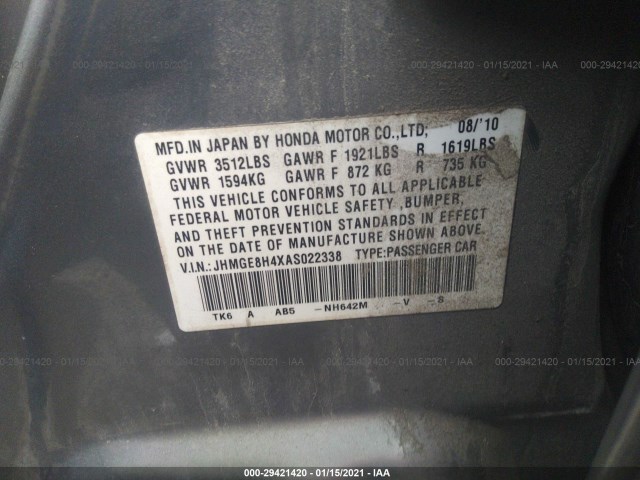 000-29421420 - 01/15/2021 - IAA
000-29421420 - 01/15/2021 - IAA
MFD.IN JAPAN BY HONDA MOTOR CO.,LTD; 08/'10
GVWR 3512LBS GAWR F 1921LBS R 1619LBS
GVWR 1594KG GAWR F 872 KG R 735 KG
THIS VEHICLE CONFORMS TO ALL APPLICABLE
FEDERAL MOTOR VEHICLE SAFETY ,BUMPER,
AND THEFT PREVENTION STANDARDS IN EFFECT
ON THE DATE OF MANUFACTURE SHOWN ABOVE.
V.I.N.: JHMGE8H4XAS022338 TYPE:PASSENGER CAR
TK6 A AB5 -NH642M -V -S
000-29421420 - 01/15/2021 - IAA
000-29421420 - 01/15/2021 - IAA
000-29421420 - 01/15/2021 - IAA